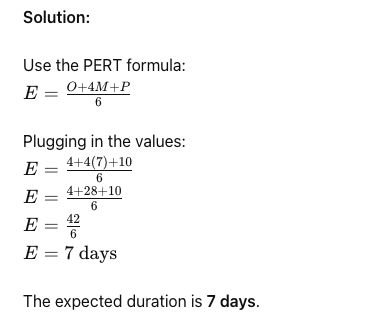 Solution:
Use the PERT formula:
E = \frac{O+4M+P}{6}
Plugging in the values:
E = \frac{4+4(7)+10}{6}
E = \frac{4+28+10}{6}
E = \frac{42}{6}
E = 7 days
The expected duration is 7 days.